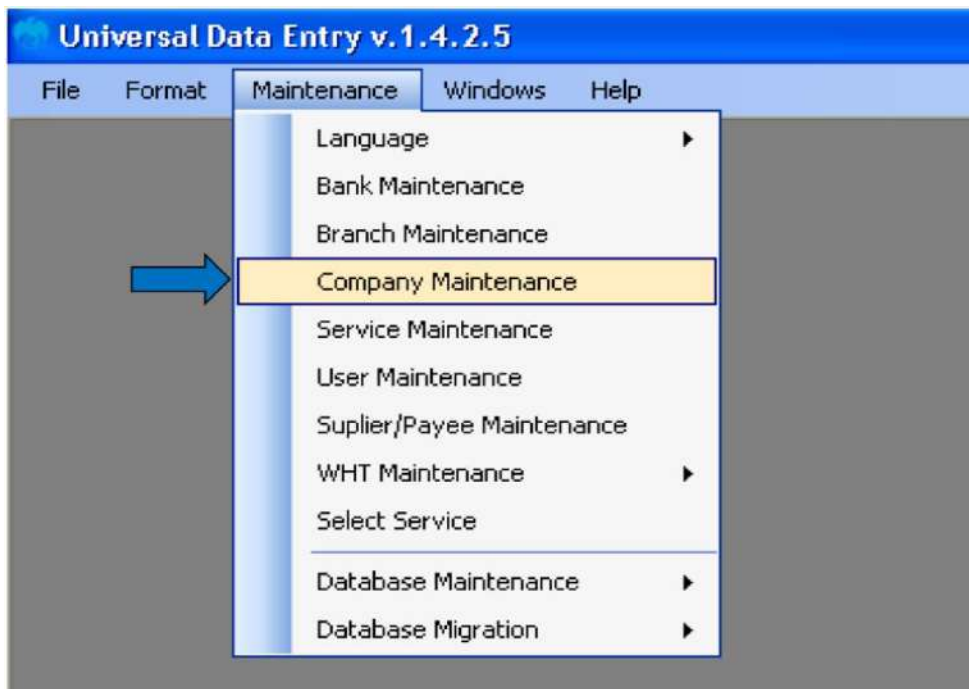 Universal Data Entry v.1.4.2.5
File Format Maintenance Windows Help
Language
Bank Maintenance
Branch Maintenance
Company Maintenance
Service Maintenance
User Maintenance
Suplier/Payee Maintenance
WHT Maintenance
Select Service
Database Maintenance
Database Migration